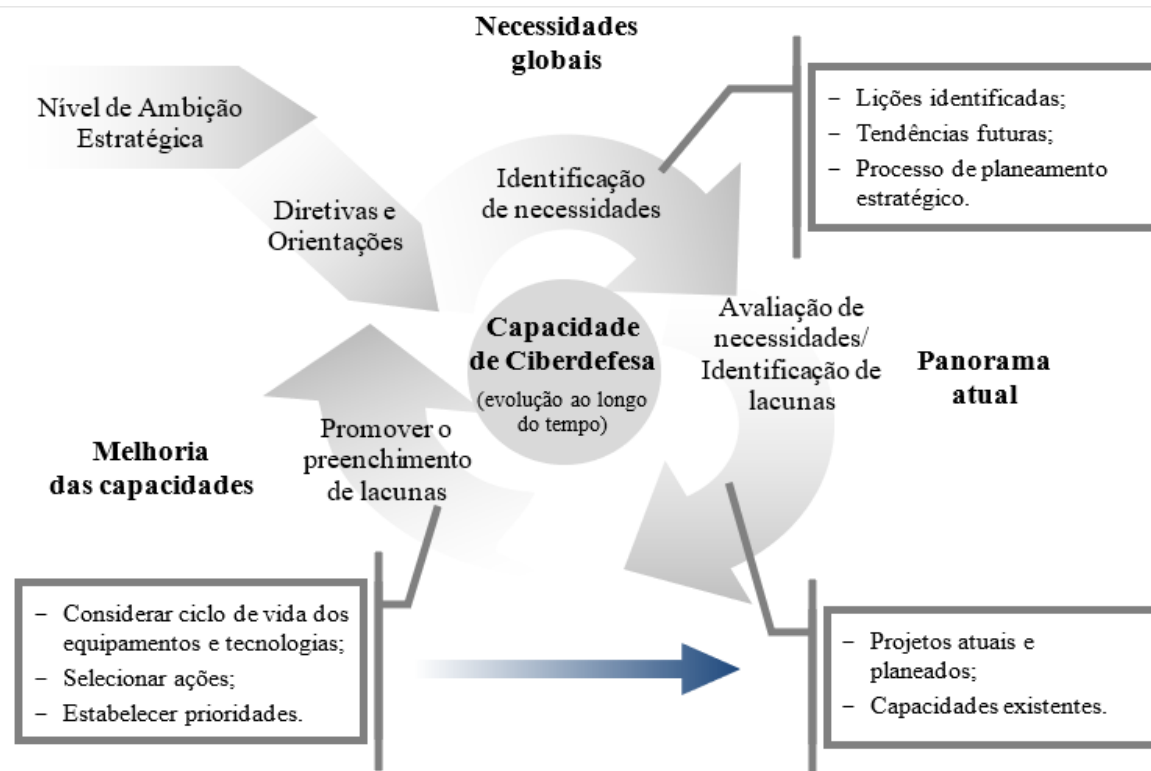 Necessidades
globais
Nível de Ambição
Estratégica
Diretivas e
Orientações
Identificação
de necessidades
– Lições identificadas;
– Tendências futuras;
– Processo de planeamento
estratégico.
Capacidade
de Ciberdefesa
(evolução ao longo
do tempo)
Avaliação de
necessidades/
Identificação de
lacunas
Panorama
atual
Melhoria
das capacidades
Promover o
preenchimento
de lacunas
– Considerar ciclo de vida dos
equipamentos e tecnologias;
– Selecionar ações;
– Estabelecer prioridades.
– Projetos atuais e
planeados;
– Capacidades existentes.